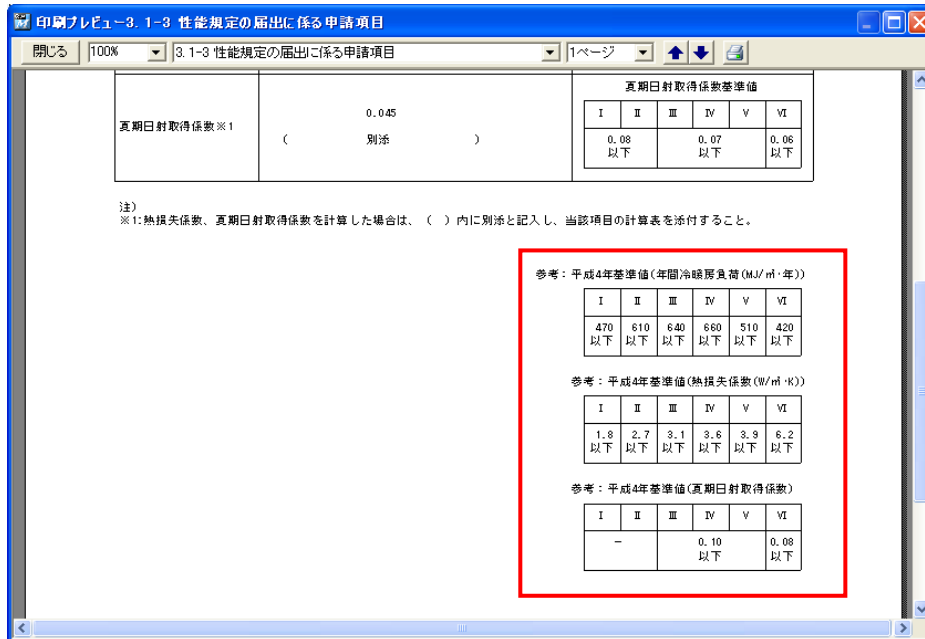 印刷プレビュー3. 1-3 性能規定の届出に係る申請項目
閉じる 100% 3. 1-3 性能規定の届出に係る申請項目 1ページ
夏期日射取得係数※1
0.045
( 別添 )
夏期日射取得係数基準値
Ⅰ Ⅱ Ⅲ Ⅳ Ⅴ Ⅵ
0.08 0.07 0.06
以下 以下 以下
注)
※1:熱損失係数、夏期日射取得係数を計算した場合は、( )内に別添と記入し、当該項目の計算表を添付すること。
参考:平成4年基準値(年間冷暖房負荷(MJ/㎡・年))
Ⅰ Ⅱ Ⅲ Ⅳ Ⅴ Ⅵ
470 610 640 660 510 420
以下 以下 以下 以下 以下 以下
参考:平成4年基準値(熱損失係数(W/㎡・K))
Ⅰ Ⅱ Ⅲ Ⅳ Ⅴ Ⅵ
1.8 2.7 3.1 3.6 3.9 6.2
以下 以下 以下 以下 以下 以下
参考:平成4年基準値(夏期日射取得係数)
Ⅰ Ⅱ Ⅲ Ⅳ Ⅴ Ⅵ
− 0.10 0.08
以下 以下